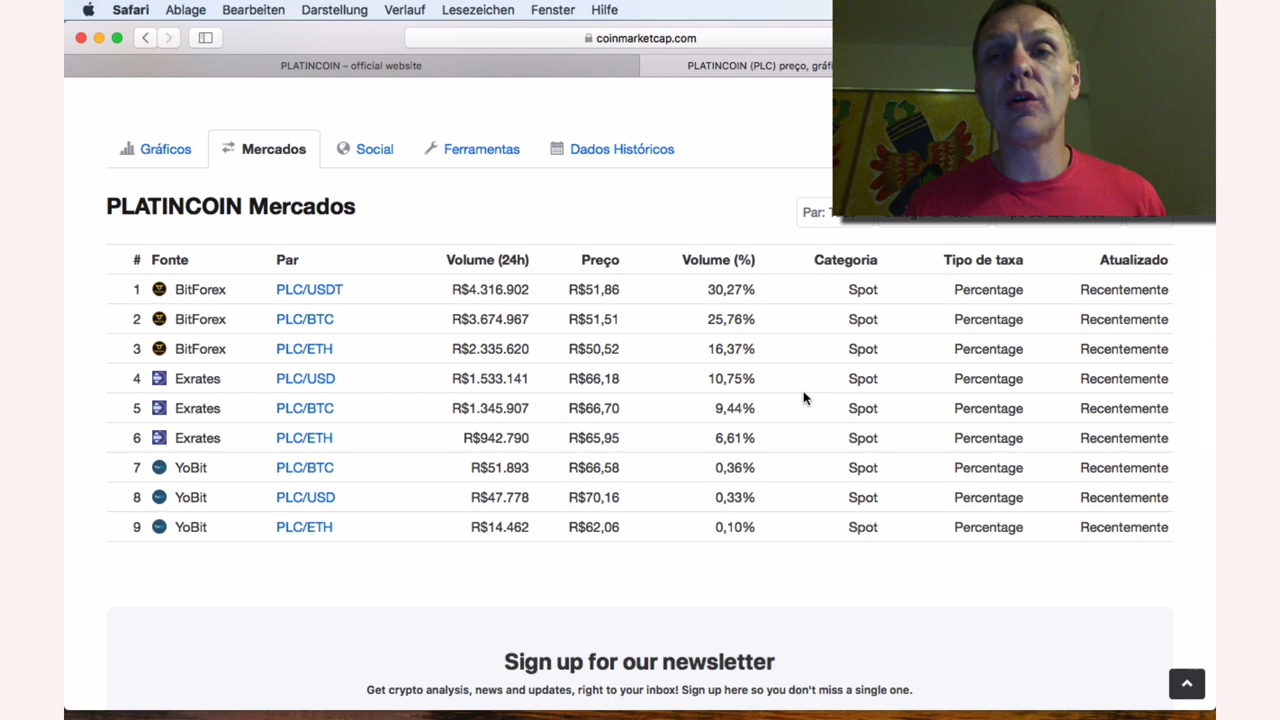 Safari Ablage Bearbeiten Darstellung Verlauf Lesezeichen Fenster Hilfe
coinmarketcap.com
PLATINCOIN – official website
PLATINCOIN (PLC) preço, gráfi
Gráficos Mercados Social Ferramentas Dados Históricos
PLATINCOIN Mercados
Par:
# Fonte Par Volume (24h) Preço Volume (%) Categoria Tipo de taxa Atualizado
1 BitForex PLC/USDT R$4.316.902 R$51,86 30,27% Spot Percentage Recentemente
2 BitForex PLC/BTC R$3.674.967 R$51,51 25,76% Spot Percentage Recentemente
3 BitForex PLC/ETH R$2.335.620 R$50,52 16,37% Spot Percentage Recentemente
4 Exrates PLC/USD R$1.533.141 R$66,18 10,75% Spot Percentage Recentemente
5 Exrates PLC/BTC R$1.345.907 R$66,70 9,44% Spot Percentage Recentemente
6 Exrates PLC/ETH R$942.790 R$65,95 6,61% Spot Percentage Recentemente
7 YoBit PLC/BTC R$51.893 R$66,58 0,36% Spot Percentage Recentemente
8 YoBit PLC/USD R$47.778 R$70,16 0,33% Spot Percentage Recentemente
9 YoBit PLC/ETH R$14.462 R$62,06 0,10% Spot Percentage Recentemente
Sign up for our newsletter
Get crypto analysis, news and updates, right to your inbox! Sign up here so you don't miss a single one.